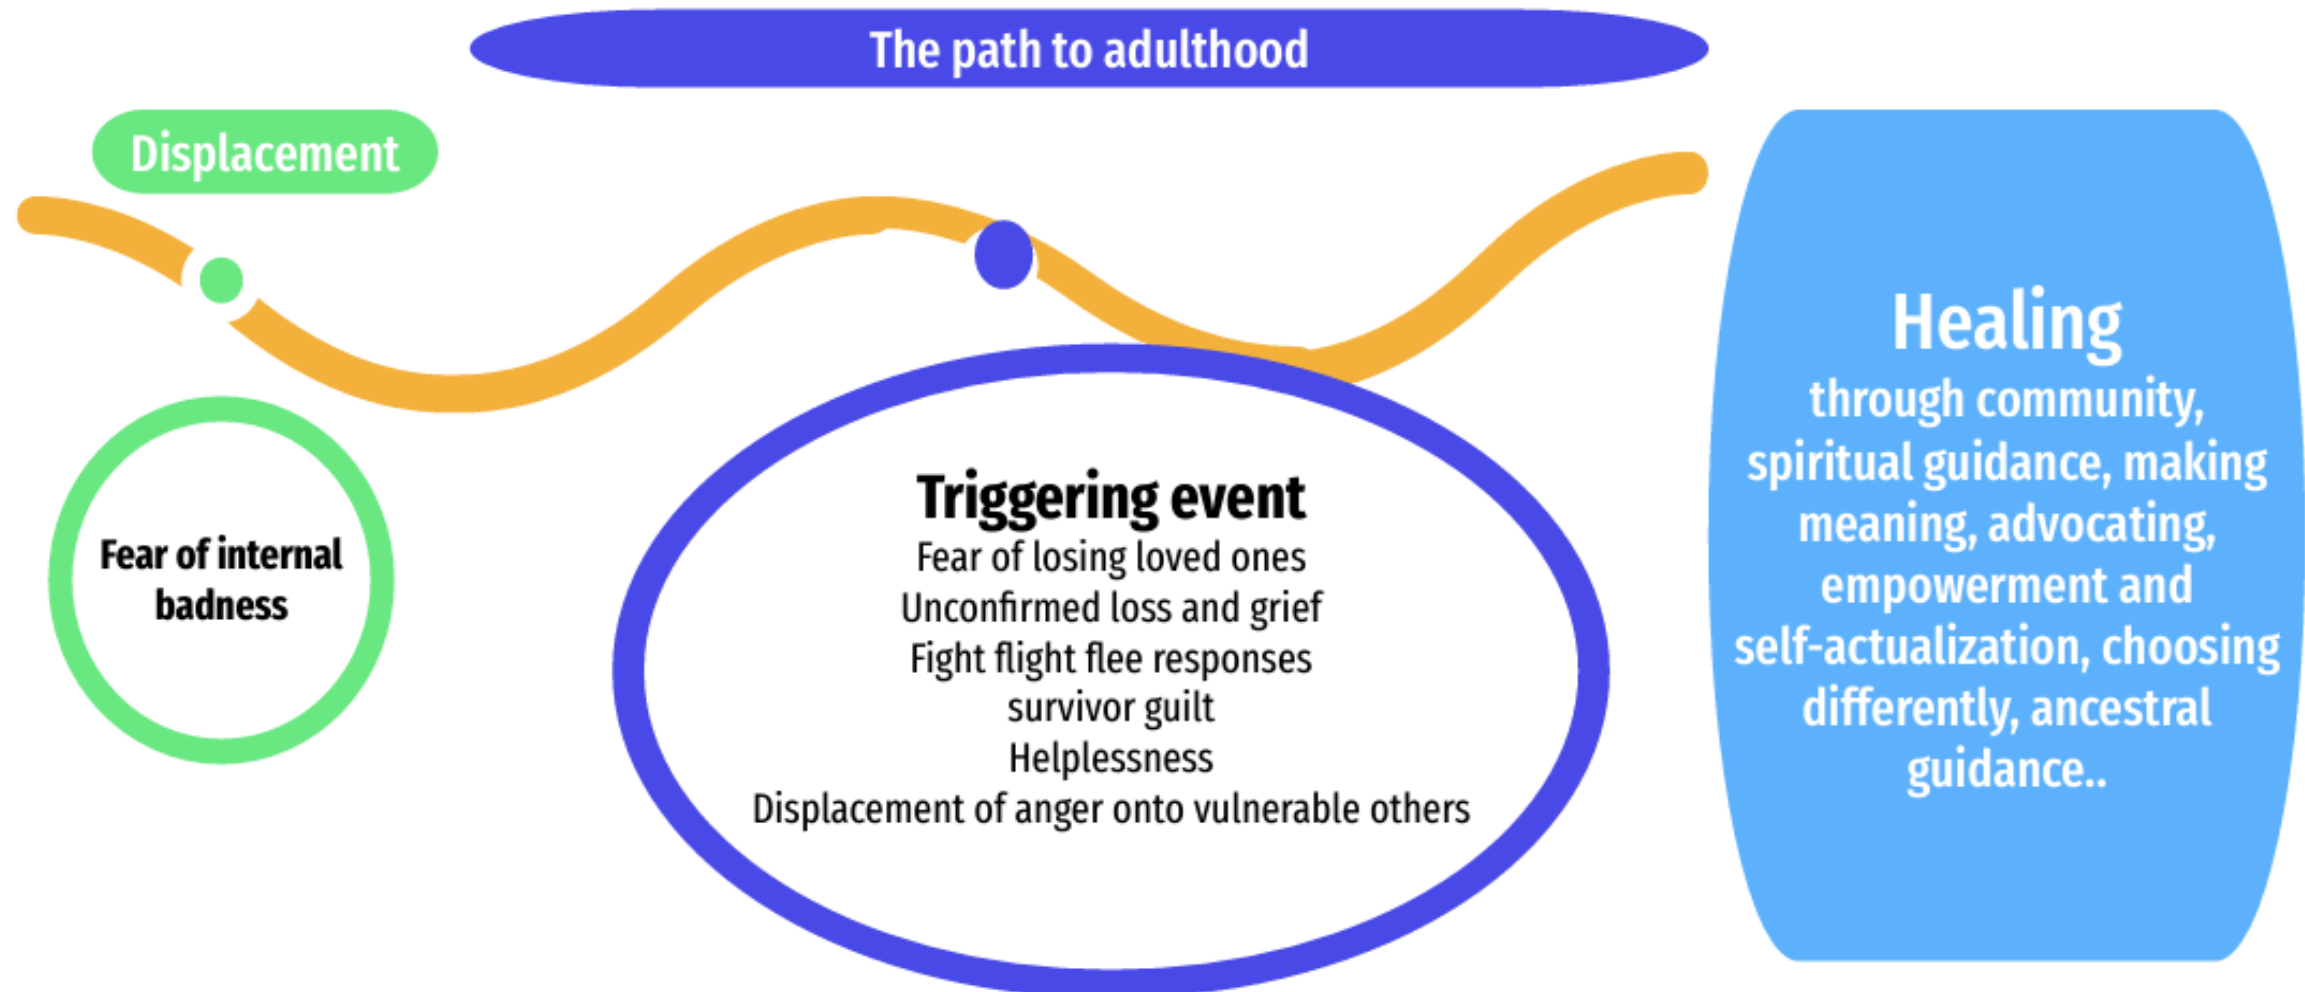 The path to adulthood
Displacement
Fear of internal
badness
Triggering event
Fear of losing loved ones
Unconfirmed loss and grief
Fight flight flee responses
survivor guilt
Helplessness
Displacement of anger onto vulnerable others
Healing
through community,
spiritual guidance, making
meaning, advocating,
empowerment and
self-actualization, choosing
differently, ancestral
guidance..